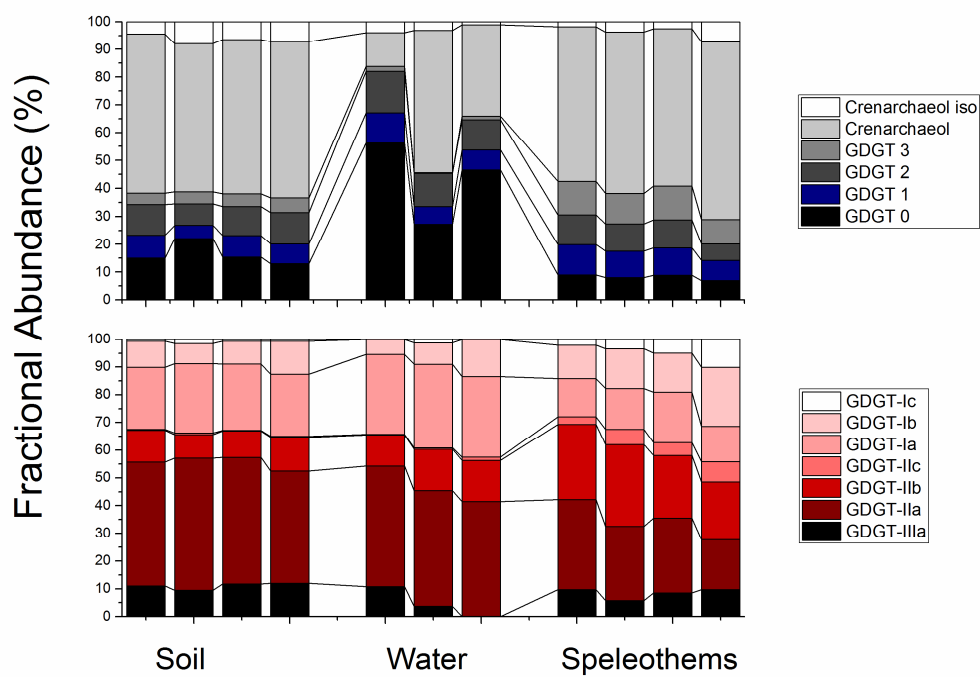 Fractional Abundance (%)
100
90
80
70
60
50
40
30
20
10
0
Crenarchaeol iso
Crenarchaeol
GDGT 3
GDGT 2
GDGT 1
GDGT 0
100
90
80
70
60
50
40
30
20
10
0
GDGT-Ic
GDGT-Ib
GDGT-Ia
GDGT-IIc
GDGT-IIb
GDGT-IIa
GDGT-IIIa
Soil Water Speleothems